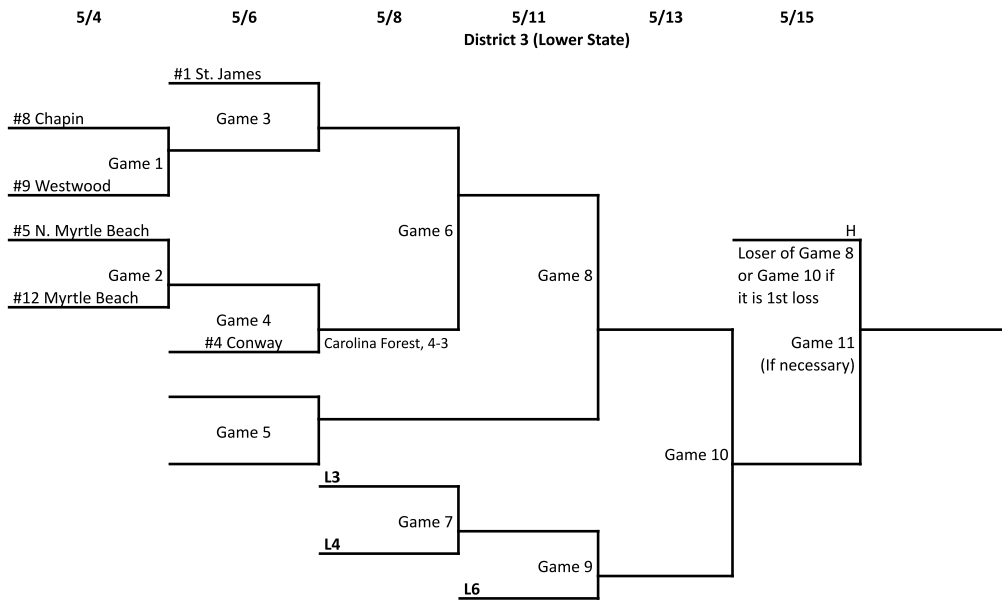 5/4 5/6 5/8 5/11 5/13 5/15
District 3 (Lower State)
#1 St. James
#8 Chapin
Game 3
Game 1
#9 Westwood
#5 N. Myrtle Beach
Game 6
H
Loser of Game 8
or Game 10 if
it is 1st loss
Game 2
Game 8
#12 Myrtle Beach
Game 4
#4 Conway
Carolina Forest, 4-3
Game 11
(If necessary)
Game 5
Game 10
L3
Game 7
L4
Game 9
L6